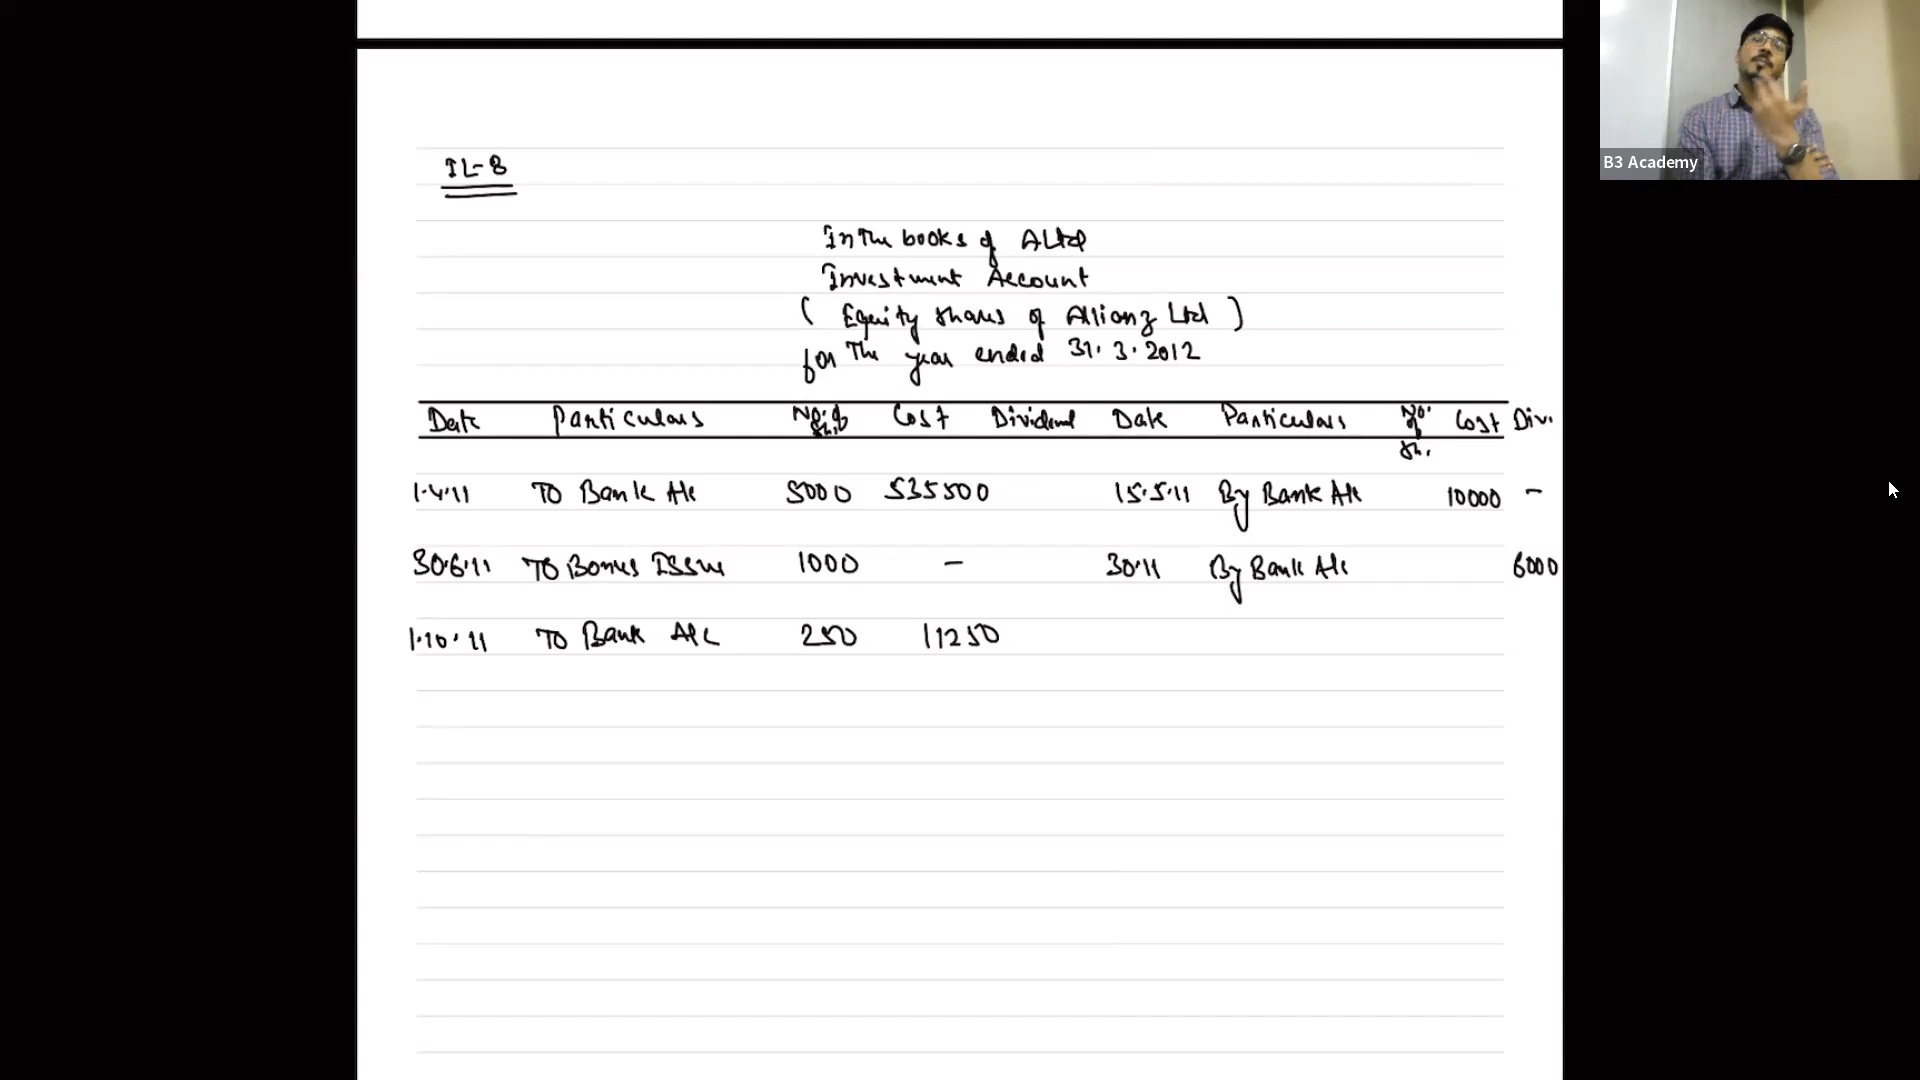 B3 Academy
IL-8
In The books of A Ltd
Investment Account
( Equity shares of Allianz Ltd )
for The year ended 31.3.2012
Date Particulars No. of Sh. Cost Dividend Date Particulars No. of Sh. Cost Div.
1.4.11 To Bank A/c 5000 535500 15.5.11 By Bank A/c 10000 -
30.6.11 To Bonus Issue 1000 - 30.11 By Bank A/c 6000
1.10.11 To Bank A/c 250 11250